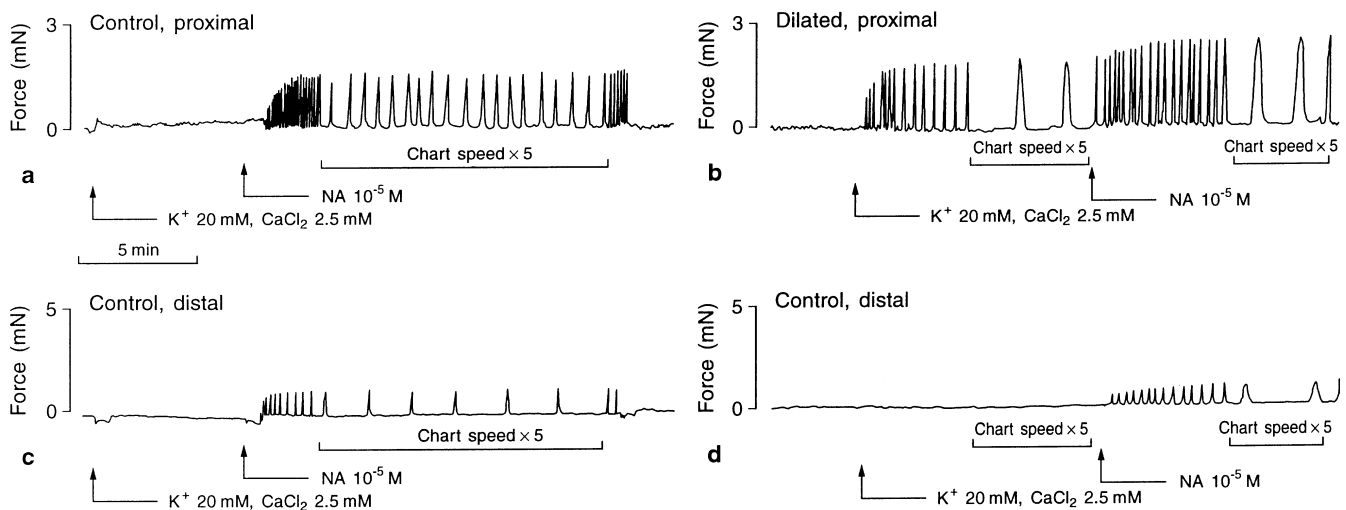 Control, proximal
3
Force (mN)
0
Chart speed × 5
a
NA 10⁻⁵ M
K⁺ 20 mM, CaCl₂ 2.5 mM
5 min
Dilated, proximal
3
Force (mN)
0
Chart speed × 5
Chart speed × 5
b
NA 10⁻⁵ M
K⁺ 20 mM, CaCl₂ 2.5 mM
Control, distal
5
Force (mN)
0
Chart speed × 5
c
NA 10⁻⁵ M
K⁺ 20 mM, CaCl₂ 2.5 mM
Control, distal
5
Force (mN)
0
Chart speed × 5
Chart speed × 5
d
NA 10⁻⁵ M
K⁺ 20 mM, CaCl₂ 2.5 mM